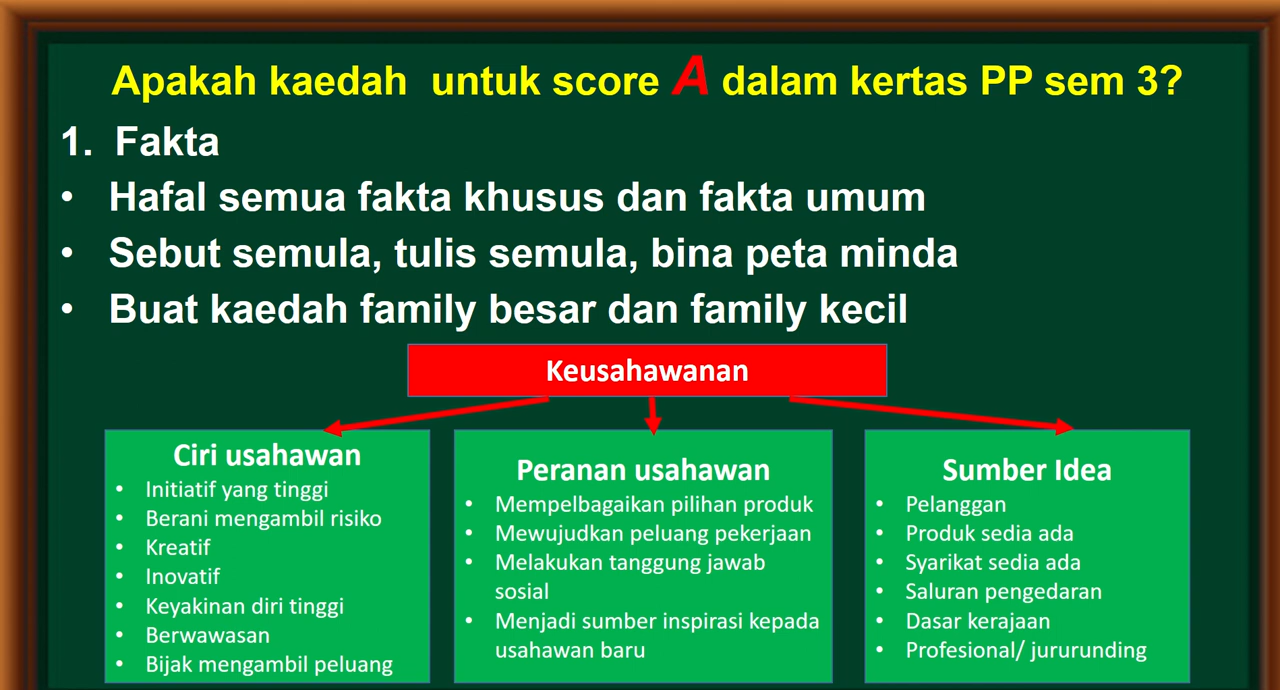 Apakah kaedah untuk score A dalam kertas PP sem 3?
1. Fakta
• Hafal semua fakta khusus dan fakta umum
• Sebut semula, tulis semula, bina peta minda
• Buat kaedah family besar dan family kecil
Keusahawanan
Ciri usahawan
• Initiatif yang tinggi
• Berani mengambil risiko
• Kreatif
• Inovatif
• Keyakinan diri tinggi
• Berwawasan
• Bijak mengambil peluang
Peranan usahawan
• Mempelbagaikan pilihan produk
• Mewujudkan peluang pekerjaan
• Melakukan tanggung jawab
sosial
• Menjadi sumber inspirasi kepada
usahawan baru
Sumber Idea
• Pelanggan
• Produk sedia ada
• Syarikat sedia ada
• Saluran pengedaran
• Dasar kerajaan
• Profesional/ jururunding